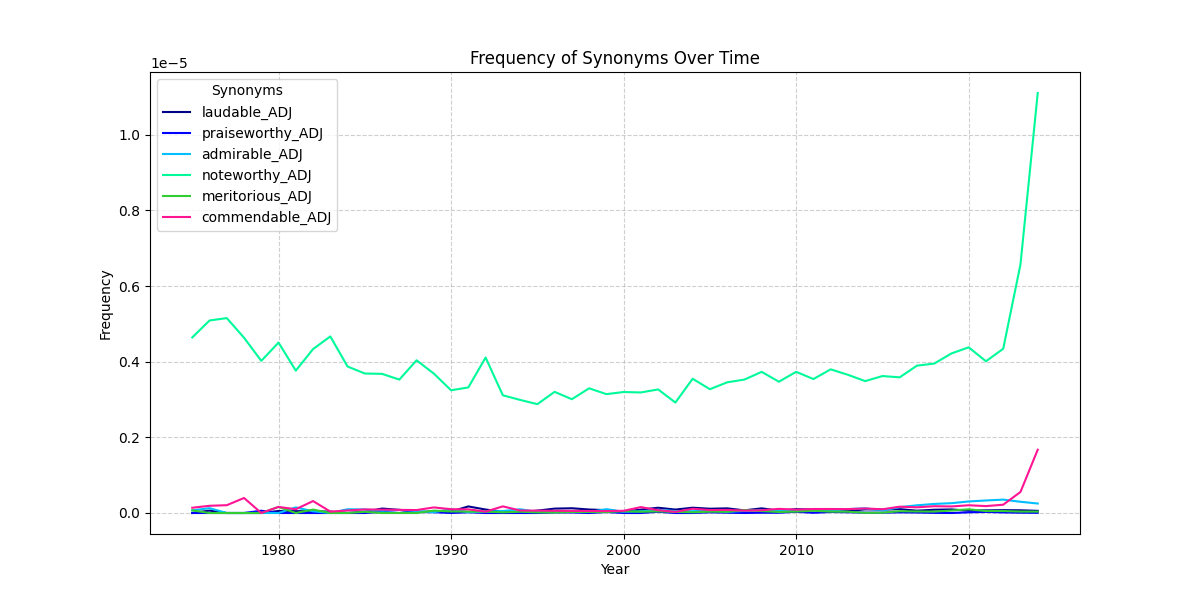 Frequency of Synonyms Over Time
1e−5
Synonyms
laudable_ADJ
praiseworthy_ADJ
admirable_ADJ
noteworthy_ADJ
meritorious_ADJ
commendable_ADJ
1.0
0.8
0.6
0.4
0.2
0.0
Frequency
1980 1990 2000 2010 2020
Year